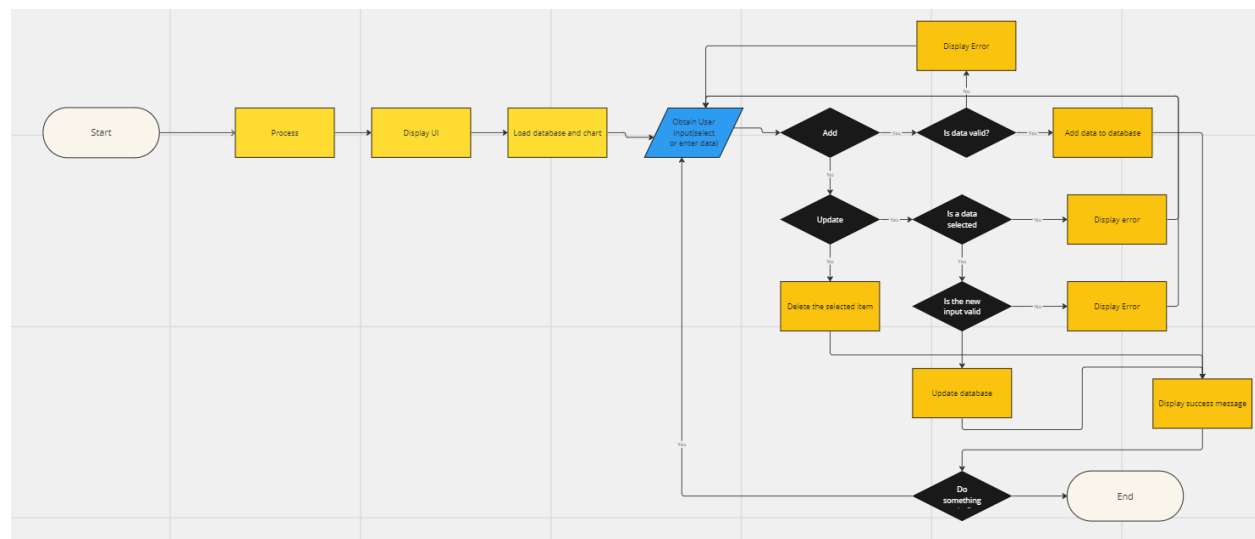 Display Error
No
Start
Process
Display UI
Load database and chart
Obtain User
Input(select
or enter data)
Add
Yes
Is data valid?
Yes
Add data to database
No
Update
Yes
Is a data
selected
No
Display error
No
Yes
Delete the selected item
Is the new
input valid
No
Display Error
Update database
Display success message
Yes
Do
something
End